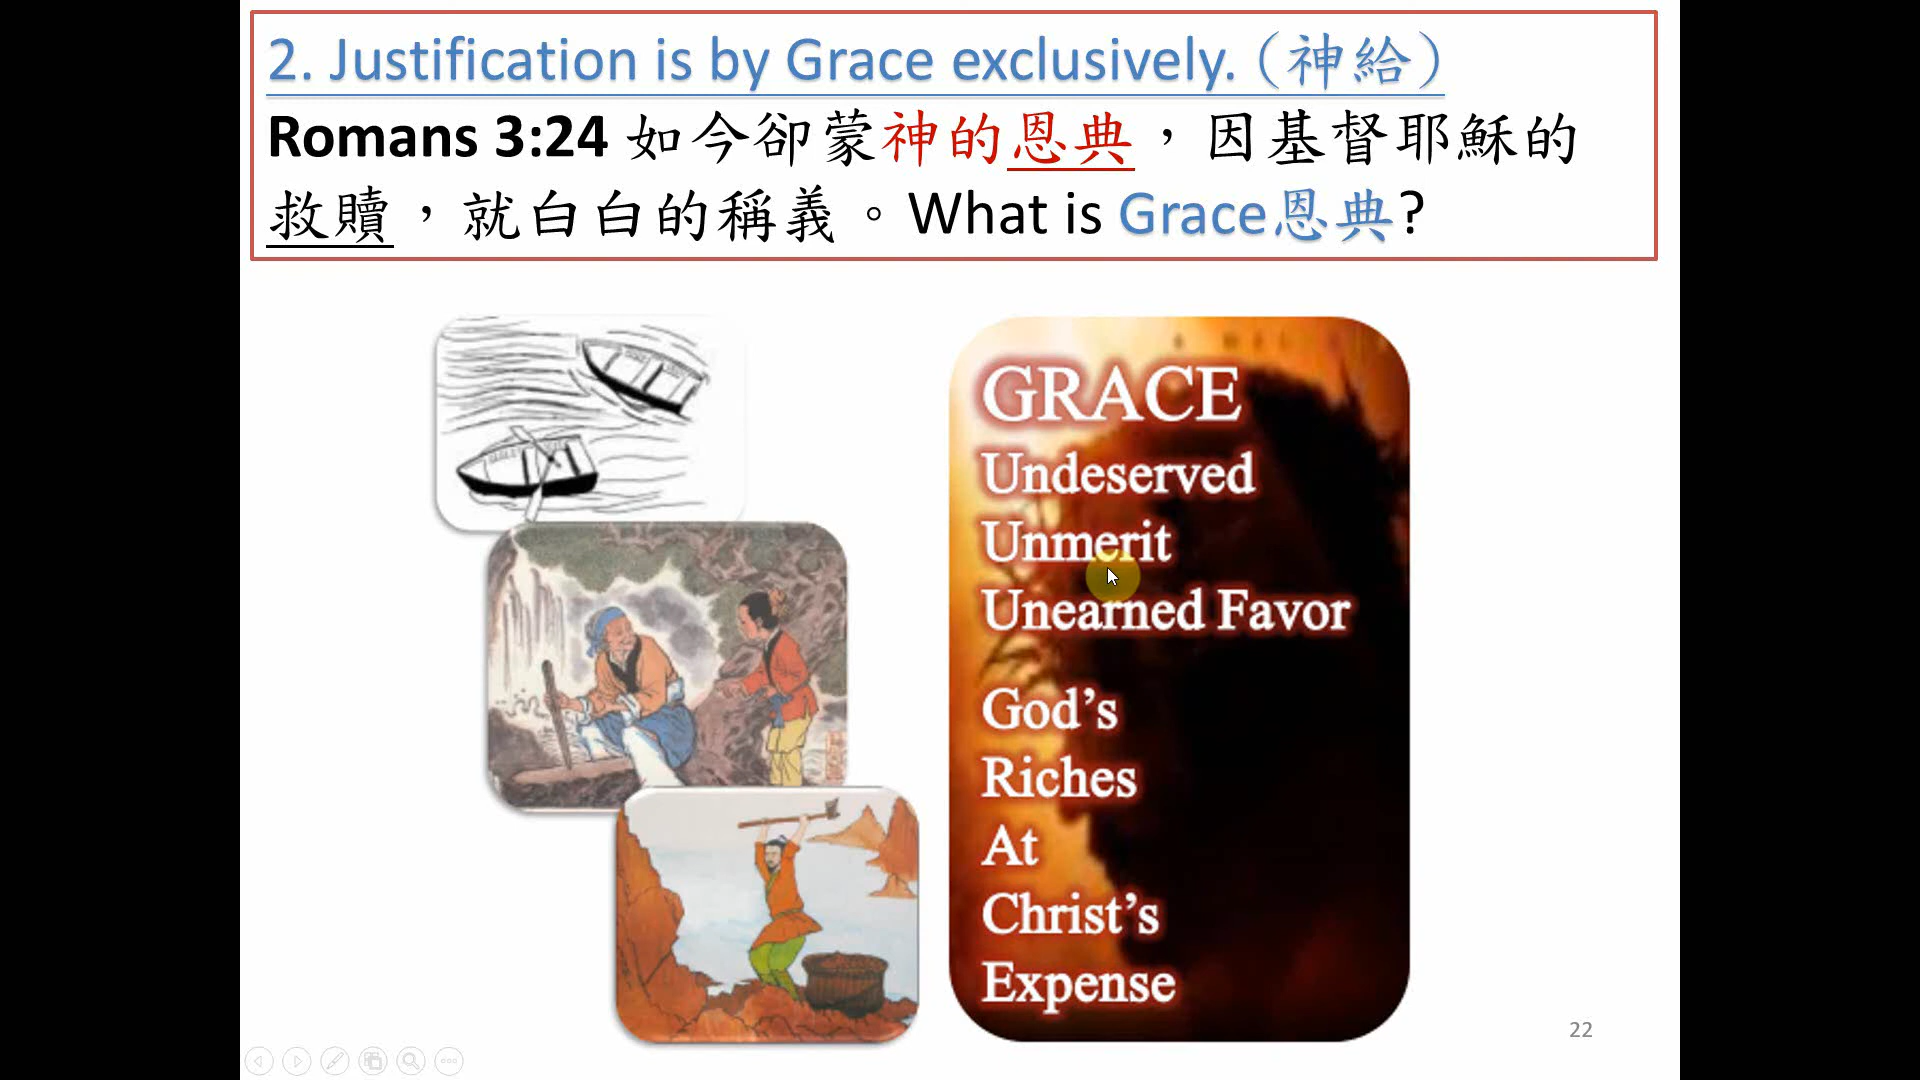 2. Justification is by Grace exclusively. (神給)
Romans 3:24 如今卻蒙神的恩典，因基督耶穌的
救贖，就白白的稱義。What is Grace恩典?
GRACE
Undeserved
Unmerit
Unearned Favor
God's
Riches
At
Christ's
Expense
22